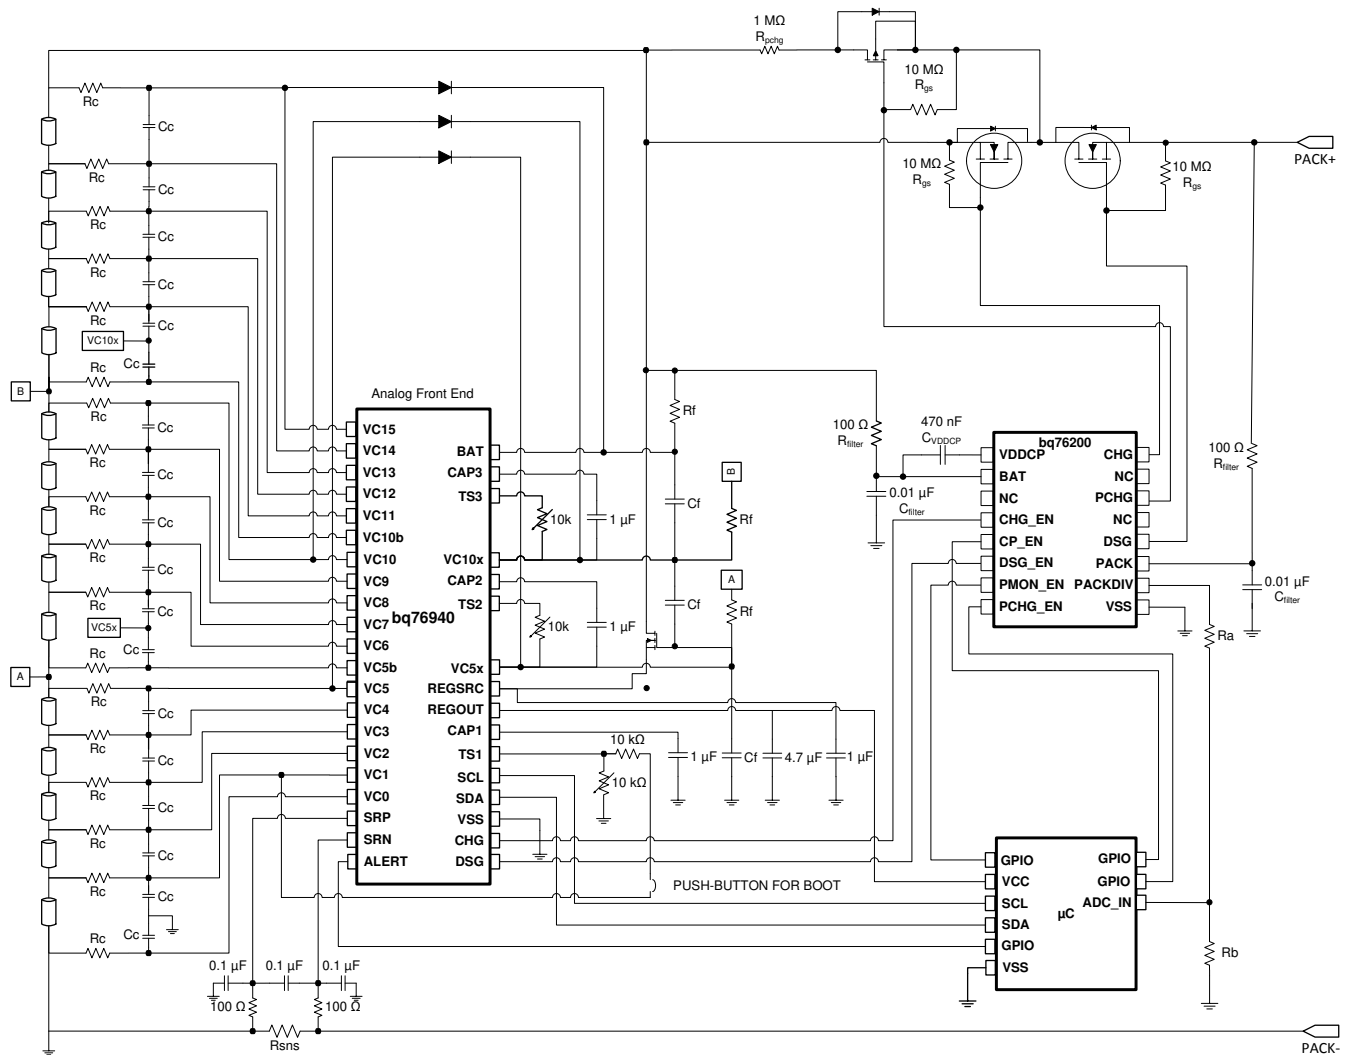 1 MΩ
Rpchg
10 MΩ
Rgs
10 MΩ
Rgs
10 MΩ
Rgs
PACK+
Rc
Cc
Rc
Cc
Rc
Cc
Rc
Cc
Rc
Cc
VC10x
Cc
Rc
B
Rc
Cc
Rc
Cc
Rc
Cc
Rc
Cc
Rc
Cc
VC5x
Cc
Rc
A
Rc
Cc
Rc
Cc
Rc
Cc
Rc
Cc
Rc
Cc
Cc
Rc
Analog Front End
bq76940
VC15
VC14
VC13
VC12
VC11
VC10b
VC10
VC9
VC8
VC7
VC6
VC5b
VC5
VC4
VC3
VC2
VC1
VC0
SRP
SRN
ALERT
BAT
CAP3
TS3
VC10x
CAP2
TS2
VC5x
REGSRC
REGOUT
CAP1
TS1
SCL
SDA
VSS
CHG
DSG
10k
1 µF
Rf
Cf
B
Rf
10k
1 µF
Cf
A
Rf
10 kΩ
10 kΩ
1 µF
Cf
4.7 µF
1 µF
PUSH-BUTTON FOR BOOT
100 Ω
Rfilter
470 nF
CVDDCP
0.01 µF
Cfilter
bq76200
VDDCP
BAT
NC
CHG_EN
CP_EN
DSG_EN
PMON_EN
PCHG_EN
CHG
NC
PCHG
NC
DSG
PACK
PACKDIV
VSS
100 Ω
Rfilter
0.01 µF
Cfilter
Ra
Rb
µC
GPIO
VCC
SCL
SDA
GPIO
VSS
GPIO
GPIO
ADC_IN
0.1 µF
0.1 µF
0.1 µF
100 Ω
100 Ω
Rsns
PACK-